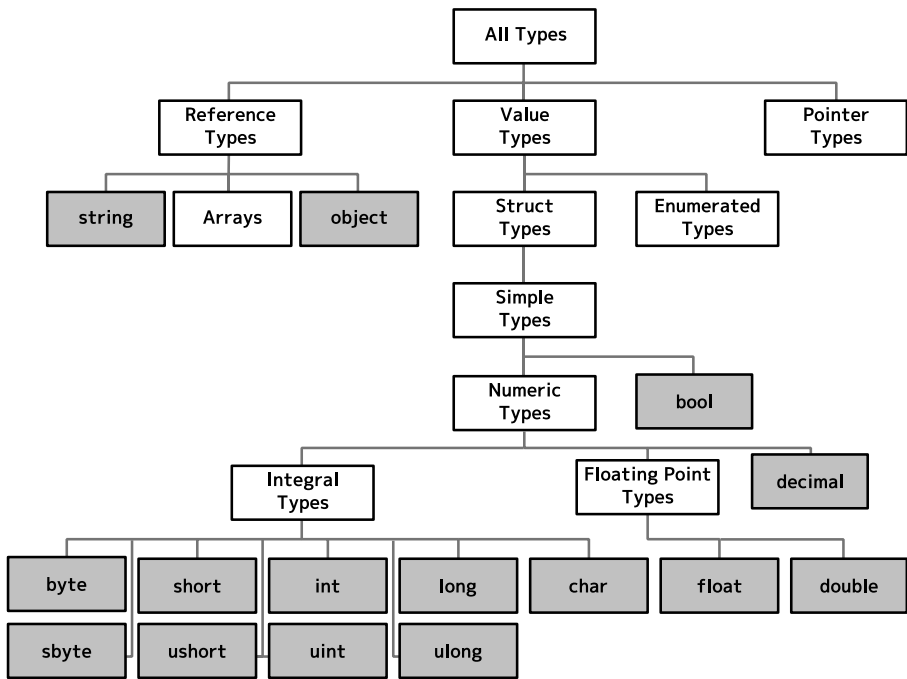 All Types
Reference
Types
Value
Types
Pointer
Types
string
Arrays
object
Struct
Types
Enumerated
Types
Simple
Types
Numeric
Types
bool
Integral
Types
Floating Point
Types
decimal
byte
short
int
long
char
float
double
sbyte
ushort
uint
ulong